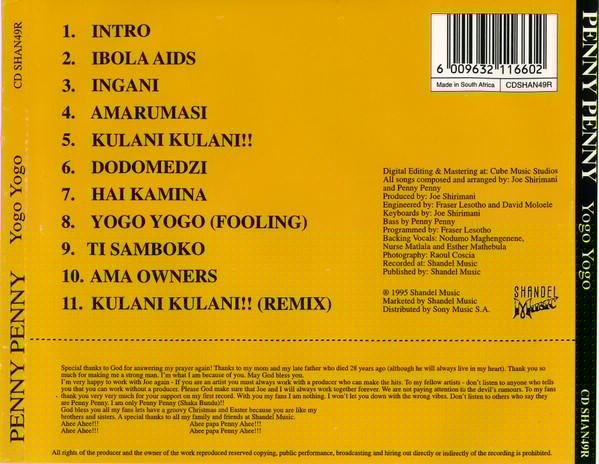 PENNY PENNY Yogo Yogo CD SHAN49R
1. INTRO
2. IBOLA AIDS
3. INGANI
4. AMARUMASI
5. KULANI KULANI!!
6. DODOMEDZI
7. HAI KAMINA
8. YOGO YOGO (FOOLING)
9. TI SAMBOKO
10. AMA OWNERS
11. KULANI KULANI!! (REMIX)
6 009632 116602
Made in South Africa CDSHAN49R
Digital Editing & Mastering at: Cube Music Studios
All songs composed and arranged by: Joe Shirimani
and Penny Penny
Produced by: Joe Shirimani
Engineered by: Fraser Lesotho and David Moloele
Keyboards by: Joe Shirimani
Bass by Penny Penny
Programmed by: Fraser Lesotho
Backing Vocals: Nodumo Maghengenene,
Nurse Matlala and Esther Mathebula
Photography: Raoul Coscia
Recorded at: Shandel Music
Published by: Shandel Music
℗ 1995 Shandel Music
Marketed by Shandel Music
Distributed by Sony Music S.A.
SHANDEL
Music
Special thanks to God for answering my prayer again! Thanks to my mom and my late father who died 28 years ago (although he will always live in my heart). Thank you so
much for making me a strong man. I'm what I am because of you. May God bless you.
I'm very happy to work with Joe again - If you are an artist you must always work with a producer who can make the hits. To my fellow artists - don't listen to anyone who tells
you that you can work without a producer. Please God make sure that Joe and I will always work together forever. We are not paying attention to the devil's rumours. To my fans -
thank you very very much for your support on my first record. With you my fans I am nothing. I won't let you down with the wrong vibes. Don't listen to others who say they
are Penny Penny. I am only Penny Penny (Shaka Bundu)!!
God bless you all my fans lets have a groovy Christmas and Easter because you are like my
brothers and sisters. A special thanks to all my family and friends at Shandel Music.
Ahee Ahee!!! Ahee papa Penny Ahee!!!
Ahee Ahee!!! Ahee papa Penny Ahee!!!
All rights of the producer and the owner of the work reproduced reserved copying, public performance, broadcasting and hiring out directly or indirectly of the recording is prohibited.
PENNY PENNY Yogo Yogo CD SHAN49R